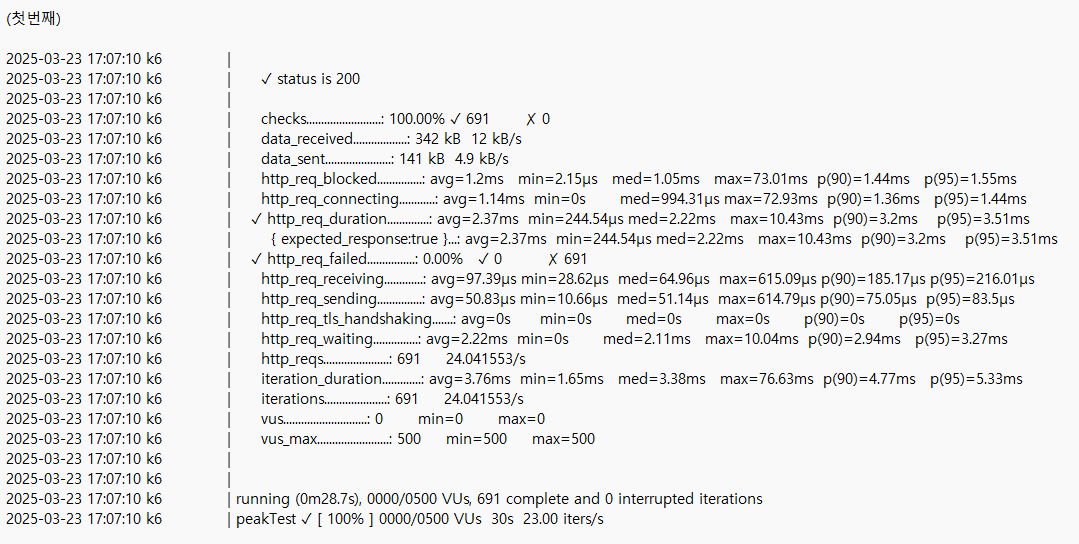 (첫번째)
2025-03-23 17:07:10 k6 |
2025-03-23 17:07:10 k6 | ✓ status is 200
2025-03-23 17:07:10 k6 |
2025-03-23 17:07:10 k6 | checks.........................: 100.00% ✓ 691 ✗ 0
2025-03-23 17:07:10 k6 | data_received..................: 342 kB 12 kB/s
2025-03-23 17:07:10 k6 | data_sent......................: 141 kB 4.9 kB/s
2025-03-23 17:07:10 k6 | http_req_blocked...............: avg=1.2ms min=2.15µs med=1.05ms max=73.01ms p(90)=1.44ms p(95)=1.55ms
2025-03-23 17:07:10 k6 | http_req_connecting............: avg=1.14ms min=0s med=994.31µs max=72.93ms p(90)=1.36ms p(95)=1.44ms
2025-03-23 17:07:10 k6 | ✓ http_req_duration..............: avg=2.37ms min=244.54µs med=2.22ms max=10.43ms p(90)=3.2ms p(95)=3.51ms
2025-03-23 17:07:10 k6 | { expected_response:true }...: avg=2.37ms min=244.54µs med=2.22ms max=10.43ms p(90)=3.2ms p(95)=3.51ms
2025-03-23 17:07:10 k6 | ✓ http_req_failed................: 0.00% ✓ 0 ✗ 691
2025-03-23 17:07:10 k6 | http_req_receiving.............: avg=97.39µs min=28.62µs med=64.96µs max=615.09µs p(90)=185.17µs p(95)=216.01µs
2025-03-23 17:07:10 k6 | http_req_sending...............: avg=50.83µs min=10.66µs med=51.14µs max=614.79µs p(90)=75.05µs p(95)=83.5µs
2025-03-23 17:07:10 k6 | http_req_tls_handshaking.......: avg=0s min=0s med=0s max=0s p(90)=0s p(95)=0s
2025-03-23 17:07:10 k6 | http_req_waiting...............: avg=2.22ms min=0s med=2.11ms max=10.04ms p(90)=2.94ms p(95)=3.27ms
2025-03-23 17:07:10 k6 | http_reqs......................: 691 24.041553/s
2025-03-23 17:07:10 k6 | iteration_duration.............: avg=3.76ms min=1.65ms med=3.38ms max=76.63ms p(90)=4.77ms p(95)=5.33ms
2025-03-23 17:07:10 k6 | iterations.....................: 691 24.041553/s
2025-03-23 17:07:10 k6 | vus............................: 0 min=0 max=0
2025-03-23 17:07:10 k6 | vus_max........................: 500 min=500 max=500
2025-03-23 17:07:10 k6 |
2025-03-23 17:07:10 k6 |
2025-03-23 17:07:10 k6 | running (0m28.7s), 0000/0500 VUs, 691 complete and 0 interrupted iterations
2025-03-23 17:07:10 k6 | peakTest ✓ [ 100% ] 0000/0500 VUs 30s 23.00 iters/s